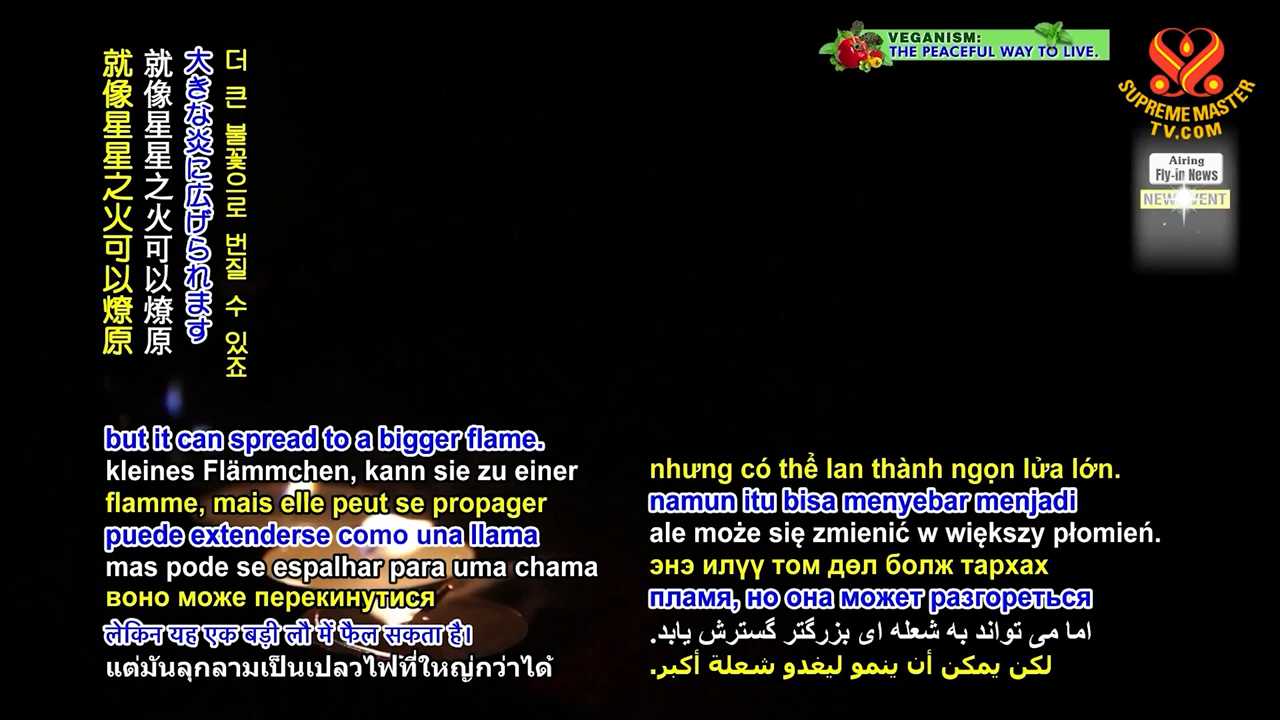 就像星星之火可以燎原
就像星星之火可以燎原
大きな炎に広げられます
더 큰 불꽃으로 번질 수 있죠
VEGANISM:
THE PEACEFUL WAY TO LIVE.
SUPREME MASTER
TV.COM
Airing
Fly-in News
but it can spread to a bigger flame.
kleines Flämmchen, kann sie zu einer
flamme, mais elle peut se propager
puede extenderse como una llama
mas pode se espalhar para uma chama
воно може перекинутися
लेकिन यह एक बड़ी लौ में फैल सकता है।
แต่มันลุกลามเป็นเปลวไฟที่ใหญ่กว่าได้
nhưng có thể lan thành ngọn lửa lớn.
namun itu bisa menyebar menjadi
ale może się zmienić w większy płomień.
энэ илүү том дөл болж тархах
пламя, но она может разгореться
اما می تواند به شعله ای بزرگتر گسترش یابد.
لكن يمكن أن ينمو ليغدو شعلة أكبر.